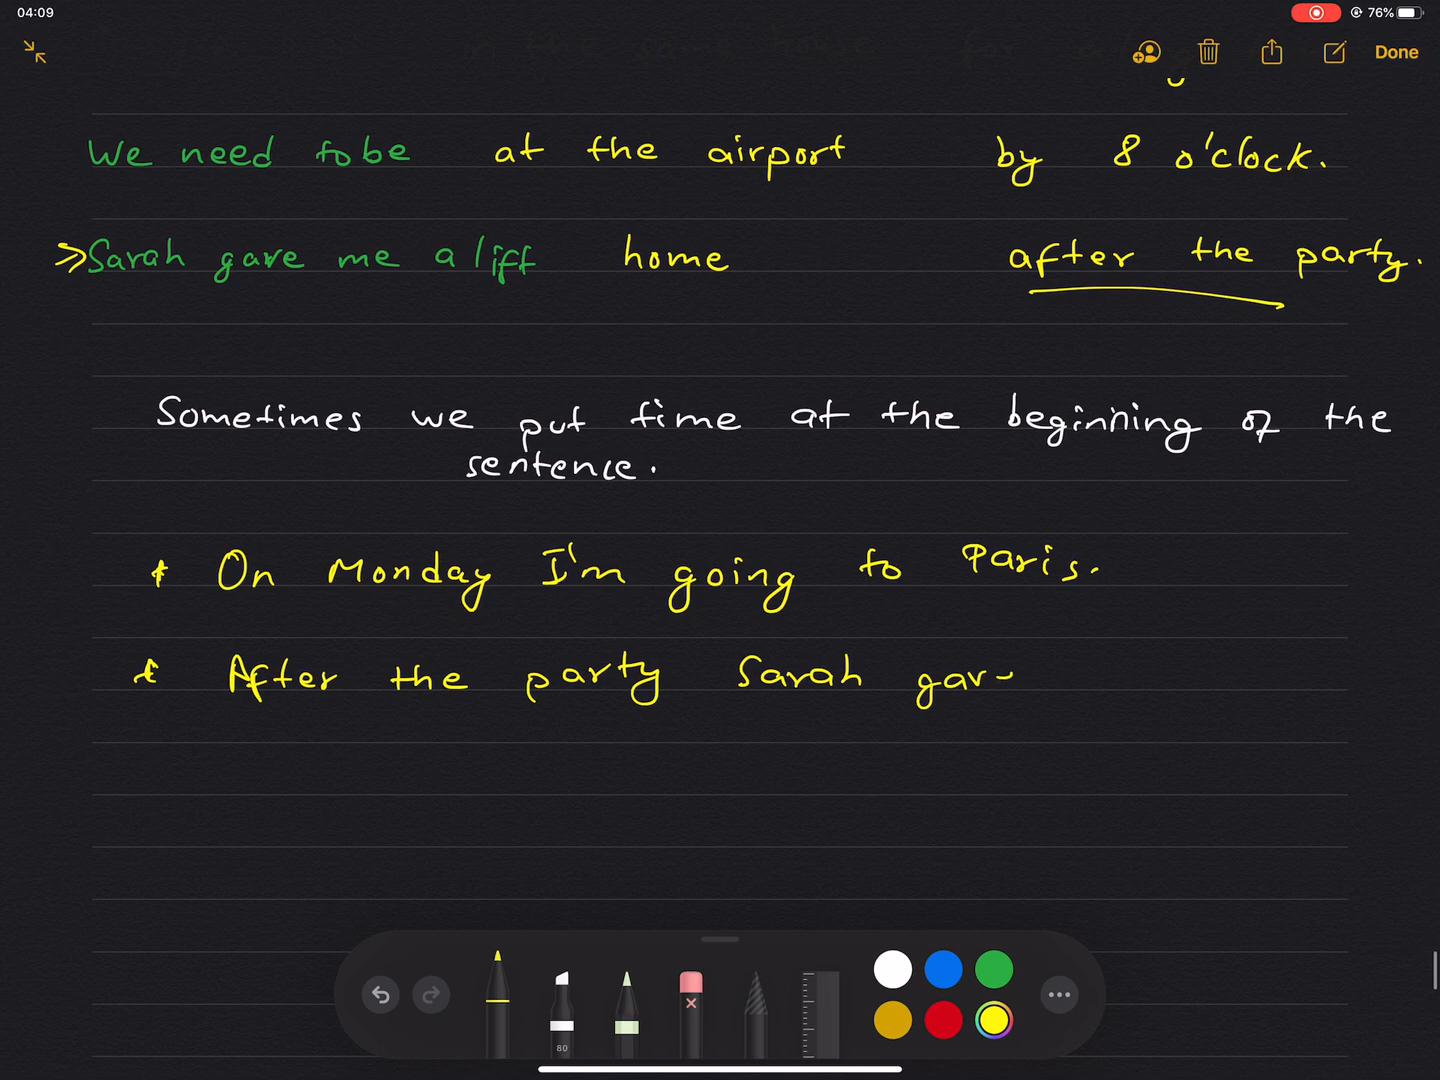 04:09
76%
Done
We need tobe at the airport by 8 o'clock.
Sarah gave me a lift home after the party.
Sometimes we put time at the beginning of the
sentence.
On Monday I'm going to Paris.
After the party Sarah gav
80